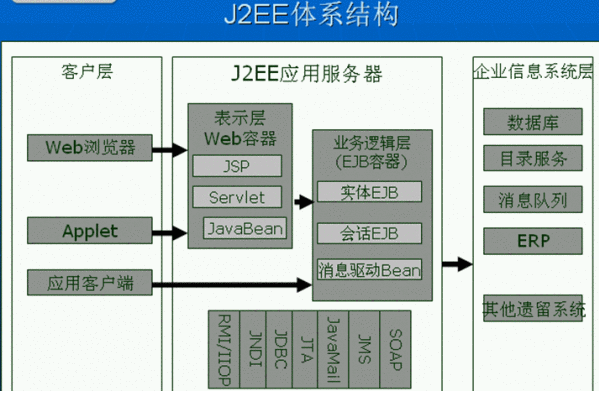 J2EE体系结构
客户层
Web浏览器
Applet
应用客户端
J2EE应用服务器
表示层
Web容器
JSP
Servlet
JavaBean
业务逻辑层
(EJB容器)
实体EJB
会话EJB
消息驱动Bean
RMI/IIOP
JNDI
JDBC
JTA
JavaMail
JMS
SOAP
企业信息系统层
数据库
目录服务
消息队列
ERP
其他遗留系统